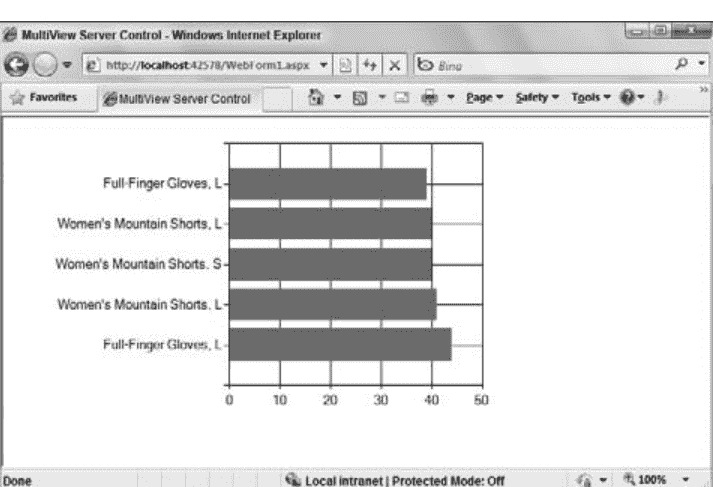 MultiView Server Control - Windows Internet Explorer
http://localhost:42578/WebForm1.aspx
Bing
Favorites
MultiView Server Control
Page
Safety
Tools
Full-Finger Gloves, L
Women's Mountain Shorts, L
Women's Mountain Shorts. S
Women's Mountain Shorts. L
Full-Finger Gloves, L
0 10 20 30 40 50
Done
Local intranet | Protected Mode: Off
100%